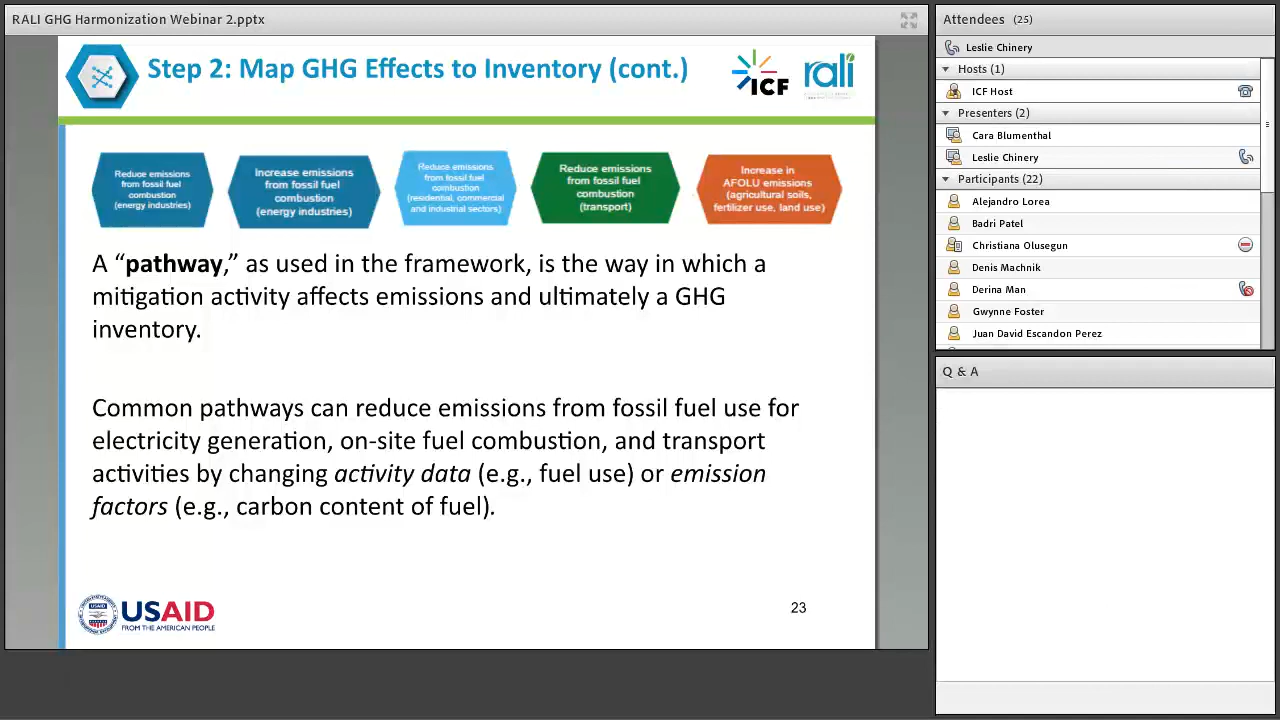 RALI GHG Harmonization Webinar 2.pptx
Step 2: Map GHG Effects to Inventory (cont.)
ICF
rali
Reduce emissions
from fossil fuel
combustion
(energy industries)
Increase emissions
from fossil fuel
combustion
(energy industries)
Reduce emissions
from fossil fuel
combustion
(residential, commercial
and industrial sectors)
Reduce emissions
from fossil fuel
combustion
(transport)
Increase in
AFOLU emissions
(agricultural soils,
fertilizer use, land use)
A “pathway,” as used in the framework, is the way in which a
mitigation activity affects emissions and ultimately a GHG
inventory.
Common pathways can reduce emissions from fossil fuel use for
electricity generation, on-site fuel combustion, and transport
activities by changing activity data (e.g., fuel use) or emission
factors (e.g., carbon content of fuel).
USAID
FROM THE AMERICAN PEOPLE
23
Attendees (25)
Leslie Chinery
Hosts (1)
ICF Host
Presenters (2)
Cara Blumenthal
Leslie Chinery
Participants (22)
Alejandro Lorea
Badri Patel
Christiana Olusegun
Denis Machnik
Derina Man
Gwynne Foster
Juan David Escandon Perez
Q & A